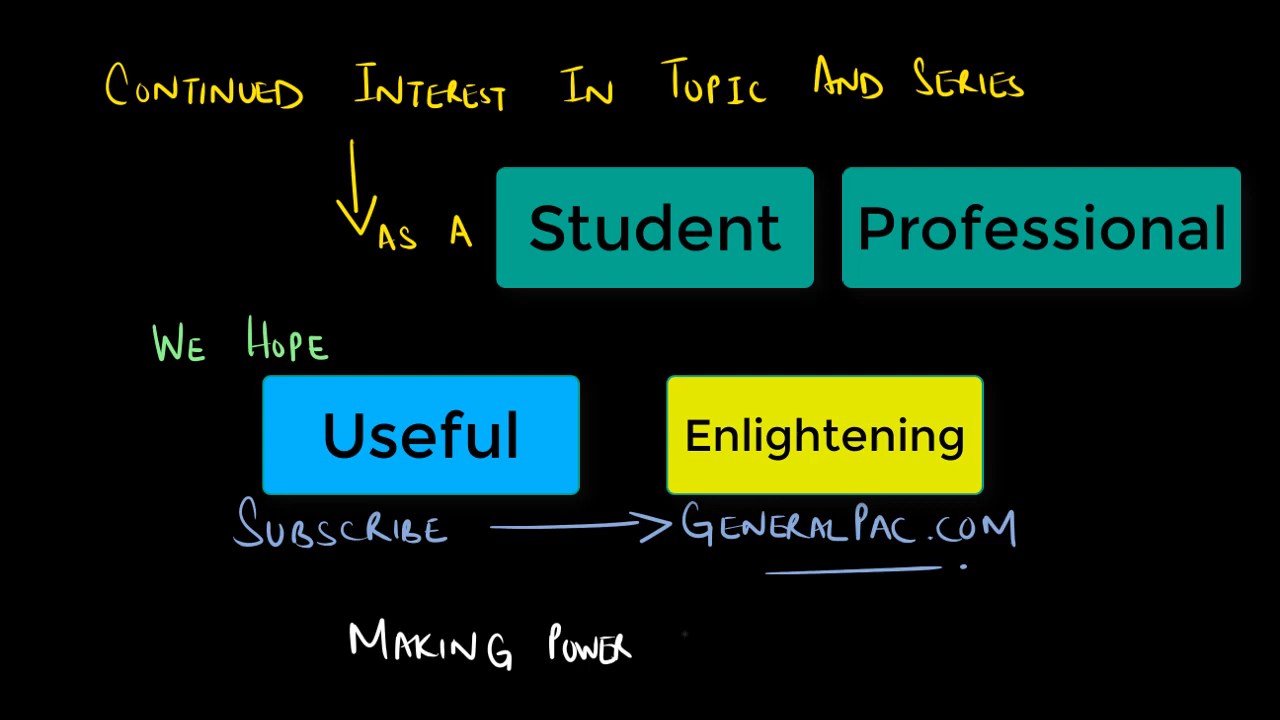 CONTINUED INTEREST IN TOPIC AND SERIES
AS A Student Professional
WE HOPE
Useful Enlightening
SUBSCRIBE GENERALPAC.COM
MAKING POWER